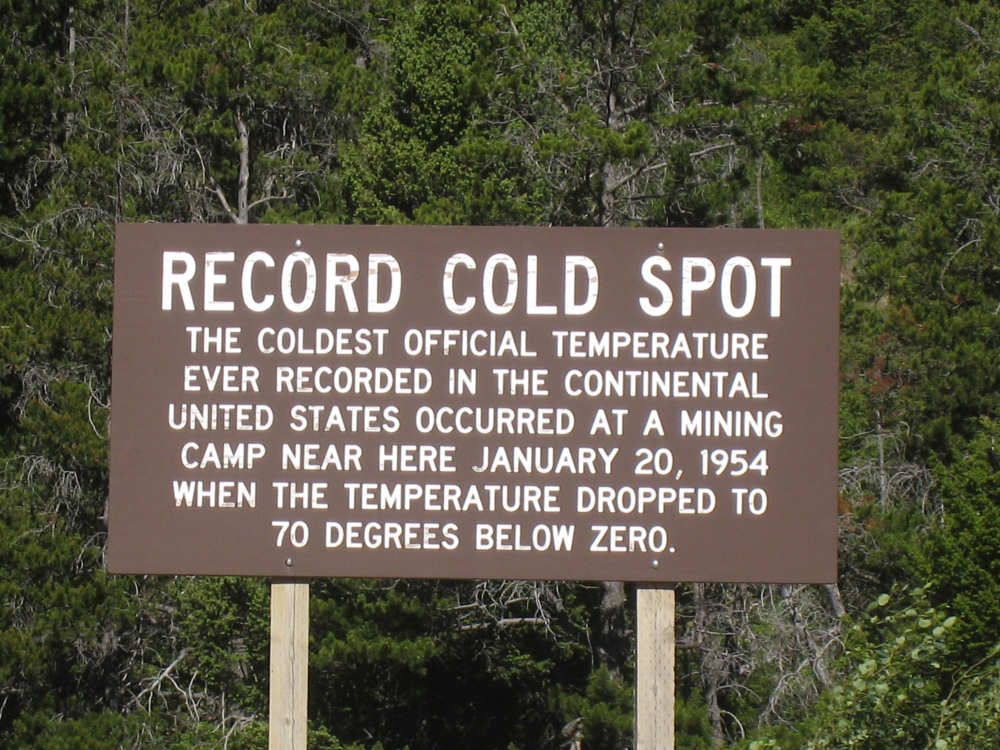 RECORD COLD SPOT
THE COLDEST OFFICIAL TEMPERATURE
EVER RECORDED IN THE CONTINENTAL
UNITED STATES OCCURRED AT A MINING
CAMP NEAR HERE JANUARY 20, 1954
WHEN THE TEMPERATURE DROPPED TO
70 DEGREES BELOW ZERO.